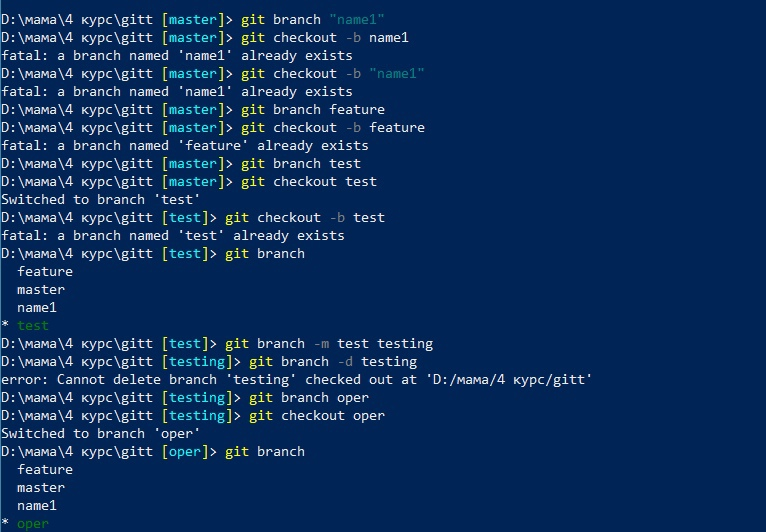 D:\мама\4 курс\gitt [master]> git branch "name1"
D:\мама\4 курс\gitt [master]> git checkout -b name1
fatal: a branch named 'name1' already exists
D:\мама\4 курс\gitt [master]> git checkout -b "name1"
fatal: a branch named 'name1' already exists
D:\мама\4 курс\gitt [master]> git branch feature
D:\мама\4 курс\gitt [master]> git checkout -b feature
fatal: a branch named 'feature' already exists
D:\мама\4 курс\gitt [master]> git branch test
D:\мама\4 курс\gitt [master]> git checkout test
Switched to branch 'test'
D:\мама\4 курс\gitt [test]> git checkout -b test
fatal: a branch named 'test' already exists
D:\мама\4 курс\gitt [test]> git branch
  feature
  master
  name1
* test
D:\мама\4 курс\gitt [test]> git branch -m test testing
D:\мама\4 курс\gitt [testing]> git branch -d testing
error: Cannot delete branch 'testing' checked out at 'D:/мама/4 курс/gitt'
D:\мама\4 курс\gitt [testing]> git branch oper
D:\мама\4 курс\gitt [testing]> git checkout oper
Switched to branch 'oper'
D:\мама\4 курс\gitt [oper]> git branch
  feature
  master
  name1
* oper